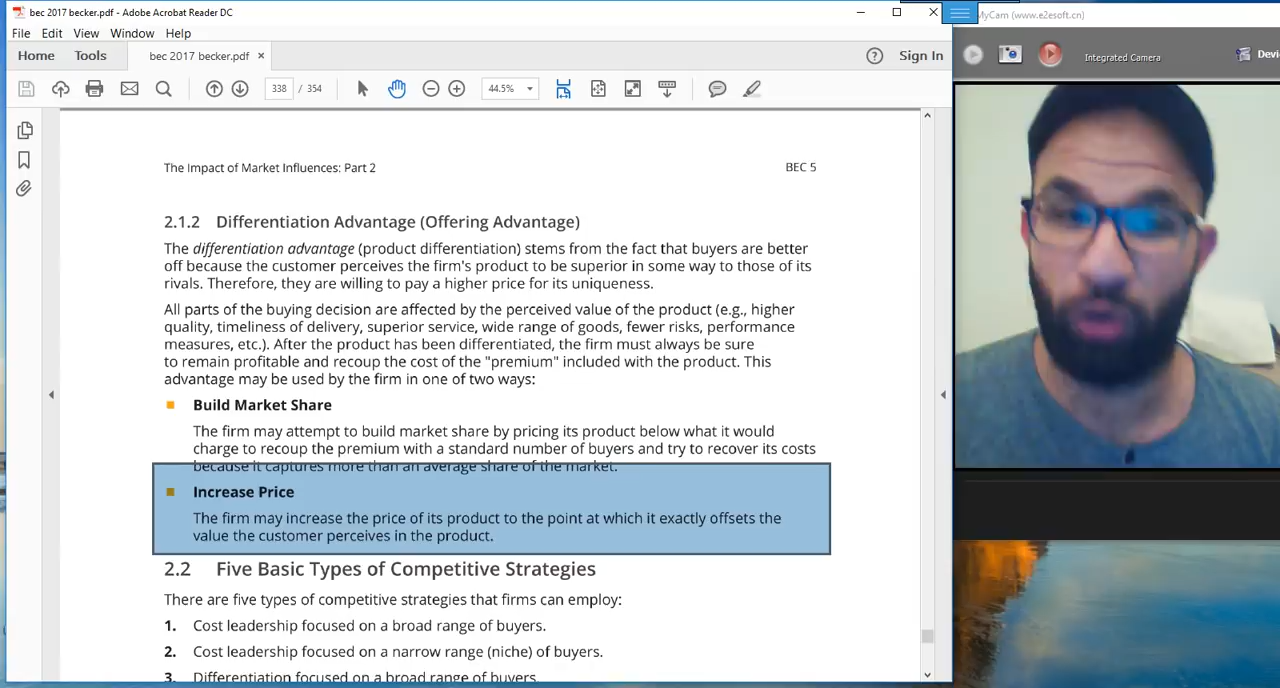 bec 2017 becker.pdf - Adobe Acrobat Reader DC
MyCam (www.e2esoft.cn)
File Edit View Window Help
Home Tools bec 2017 becker.pdf × Sign In
Integrated Camera
Devi
338 / 354 44.5%
The Impact of Market Influences: Part 2 BEC 5
2.1.2 Differentiation Advantage (Offering Advantage)
The differentiation advantage (product differentiation) stems from the fact that buyers are better
off because the customer perceives the firm's product to be superior in some way to those of its
rivals. Therefore, they are willing to pay a higher price for its uniqueness.
All parts of the buying decision are affected by the perceived value of the product (e.g., higher
quality, timeliness of delivery, superior service, wide range of goods, fewer risks, performance
measures, etc.). After the product has been differentiated, the firm must always be sure
to remain profitable and recoup the cost of the "premium" included with the product. This
advantage may be used by the firm in one of two ways:
Build Market Share
The firm may attempt to build market share by pricing its product below what it would
charge to recoup the premium with a standard number of buyers and try to recover its costs
because it captures more than an average share of the market.
Increase Price
The firm may increase the price of its product to the point at which it exactly offsets the
value the customer perceives in the product.
2.2 Five Basic Types of Competitive Strategies
There are five types of competitive strategies that firms can employ:
1. Cost leadership focused on a broad range of buyers.
2. Cost leadership focused on a narrow range (niche) of buyers.
3. Differentiation focused on a broad range of buyers.